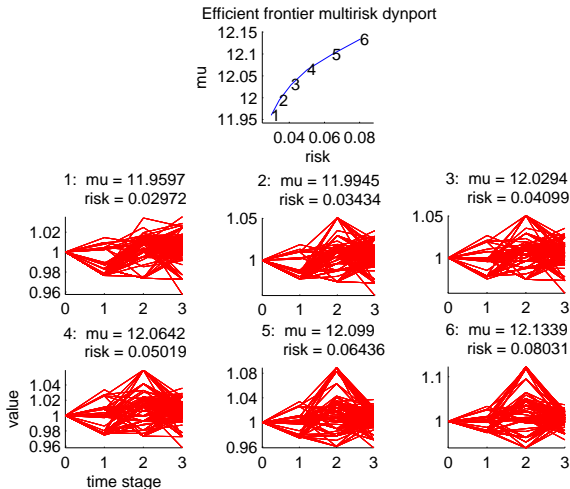 Efficient frontier multirisk dynport
12.15
12.1
12.05
12
11.95
mu
1
2
3
4
5
6
0.04 0.06 0.08
risk
1: mu = 11.9597
risk = 0.02972
1.02
1
0.98
0.96
0 1 2 3
2: mu = 11.9945
risk = 0.03434
1.05
1
0 1 2 3
3: mu = 12.0294
risk = 0.04099
1.05
1
0 1 2 3
4: mu = 12.0642
risk = 0.05019
1.04
1.02
1
0.98
0.96
value
0 1 2 3
time stage
5: mu = 12.099
risk = 0.06436
1.08
1.04
1
0.96
0 1 2 3
6: mu = 12.1339
risk = 0.08031
1.1
1
0 1 2 3